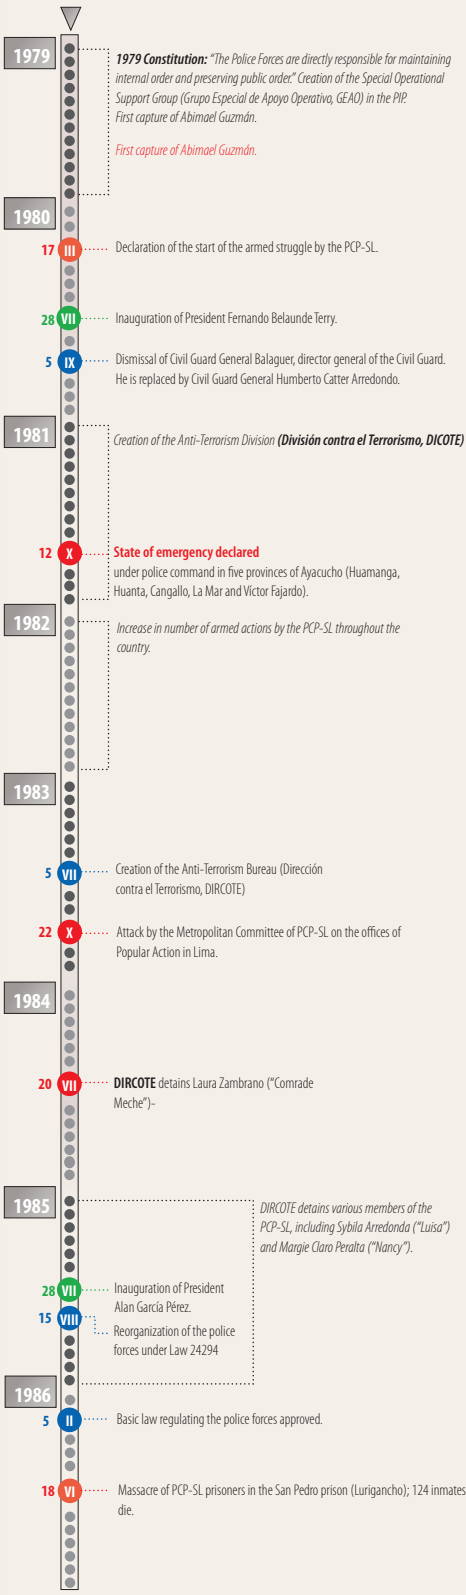 1979
1979 Constitution: “The Police Forces are directly responsible for maintaining
internal order and preserving public order.” Creation of the Special Operational
Support Group (Grupo Especial de Apoyo Operativo, GEAO) in the PIP.
First capture of Abimael Guzmán.
First capture of Abimael Guzmán.
1980
17 III Declaration of the start of the armed struggle by the PCP-SL.
28 VII Inauguration of President Fernando Belaunde Terry.
5 IX Dismissal of Civil Guard General Balaguer, director general of the Civil Guard.
He is replaced by Civil Guard General Humberto Catter Arredondo.
1981
Creation of the Anti-Terrorism Division (División contra el Terrorismo, DICOTE)
12 X State of emergency declared
under police command in five provinces of Ayacucho (Huamanga,
Huanta, Cangallo, La Mar and Víctor Fajardo).
1982
Increase in number of armed actions by the PCP-SL throughout the
country.
1983
5 VII Creation of the Anti-Terrorism Bureau (Dirección
contra el Terrorismo, DIRCOTE)
22 X Attack by the Metropolitan Committee of PCP-SL on the offices of
Popular Action in Lima.
1984
20 VII DIRCOTE detains Laura Zambrano (“Comrade
Meche”)-
1985
DIRCOTE detains various members of the
PCP-SL, including Sybila Arredonda (“Luisa”)
and Margie Claro Peralta (“Nancy”).
28 VII Inauguration of President
Alan García Pérez.
15 VIII Reorganization of the police
forces under Law 24294
1986
5 II Basic law regulating the police forces approved.
18 VI Massacre of PCP-SL prisoners in the San Pedro prison (Lurigancho); 124 inmates
die.